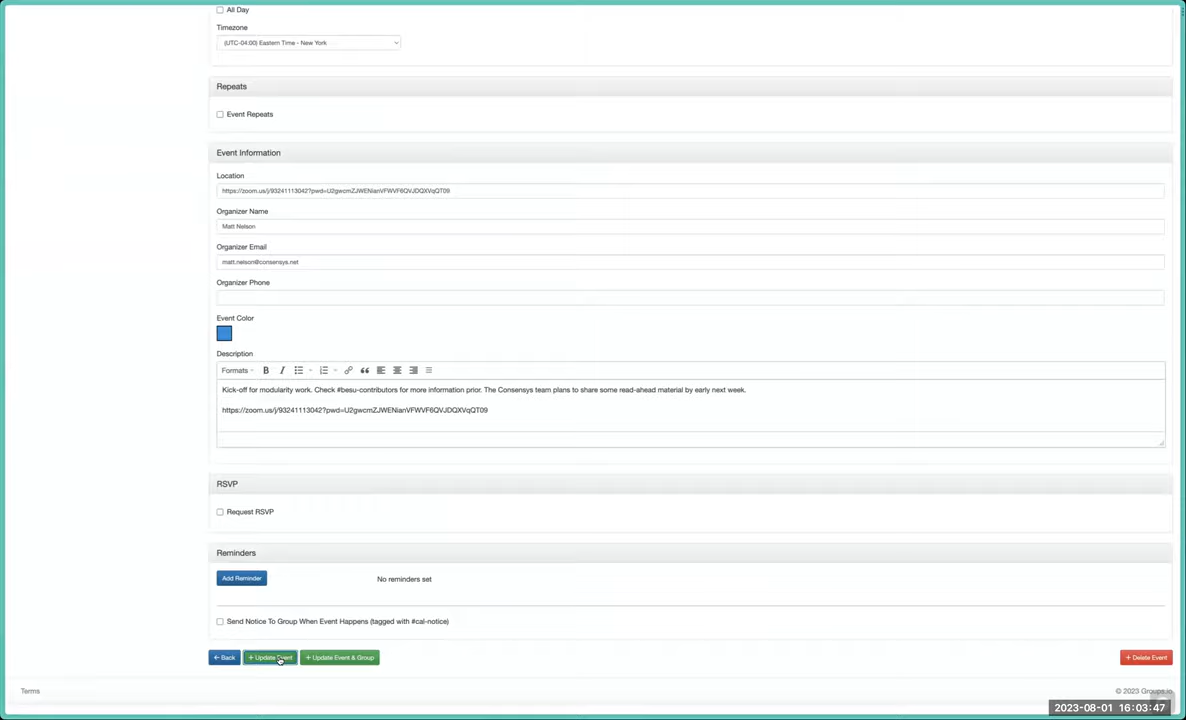 All Day
Timezone
(UTC-04:00) Eastern Time - New York
Repeats
Event Repeats
Event Information
Location
https://zoom.us/j/93241113042?pwd=U2gwcmZJWENianVFWVF6QVJDQXVqQT09
Organizer Name
Matt Nelson
Organizer Email
matt.nelson@consensys.net
Organizer Phone
Event Color
Description
Formats
Kick-off for modularity work. Check #besu-contributors for more information prior. The Consensys team plans to share some read-ahead material by early next week.
https://zoom.us/j/93241113042?pwd=U2gwcmZJWENianVFWVF6QVJDQXVqQT09
RSVP
Request RSVP
Reminders
Add Reminder No reminders set
Send Notice To Group When Event Happens (tagged with #cal-notice)
Back + Update Event + Update Event & Group + Delete Event
Terms © 2023 Groups.io
2023-08-01 16:03:47